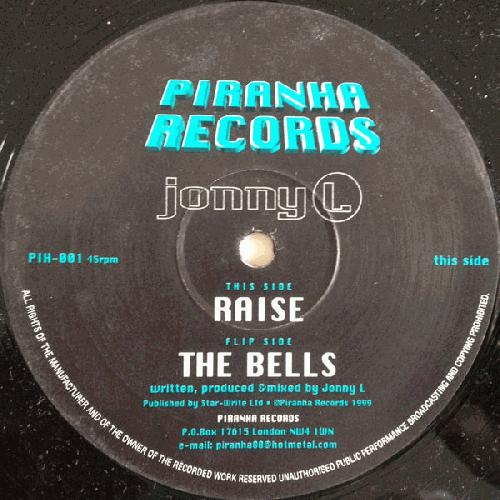 PIRANHA
RECORDS
jonny L
PIH-001 45rpm
this side
THIS SIDE
RAISE
FLIP SIDE
THE BELLS
written, produced & mixed by Jonny L
Published by Star-Write Ltd • ©Piranha Records 1999
PIRANHA RECORDS
P.O.Box 17615 London NW4 1WN
e-mail: piranha88@hotmetal.com
ALL RIGHTS OF THE MANUFACTURER AND OF THE OWNER OF THE RECORDED WORK RESERVED UNAUTHORISED PUBLIC PERFORMANCE BROADCASTING AND COPYING PROHIBITED.